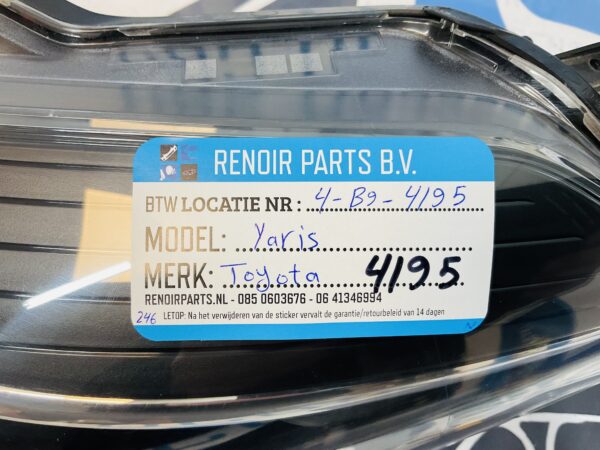 RENOIR PARTS B.V.
BTW LOCATIE NR: 4-B9-4195
MODEL: Yaris
MERK: Toyota 4195
RENOIRPARTS.NL - 085 0603676 - 06 41346994
246 LETOP: Na het verwijderen van de sticker vervalt de garantie/retourbeleid van 14 dagen